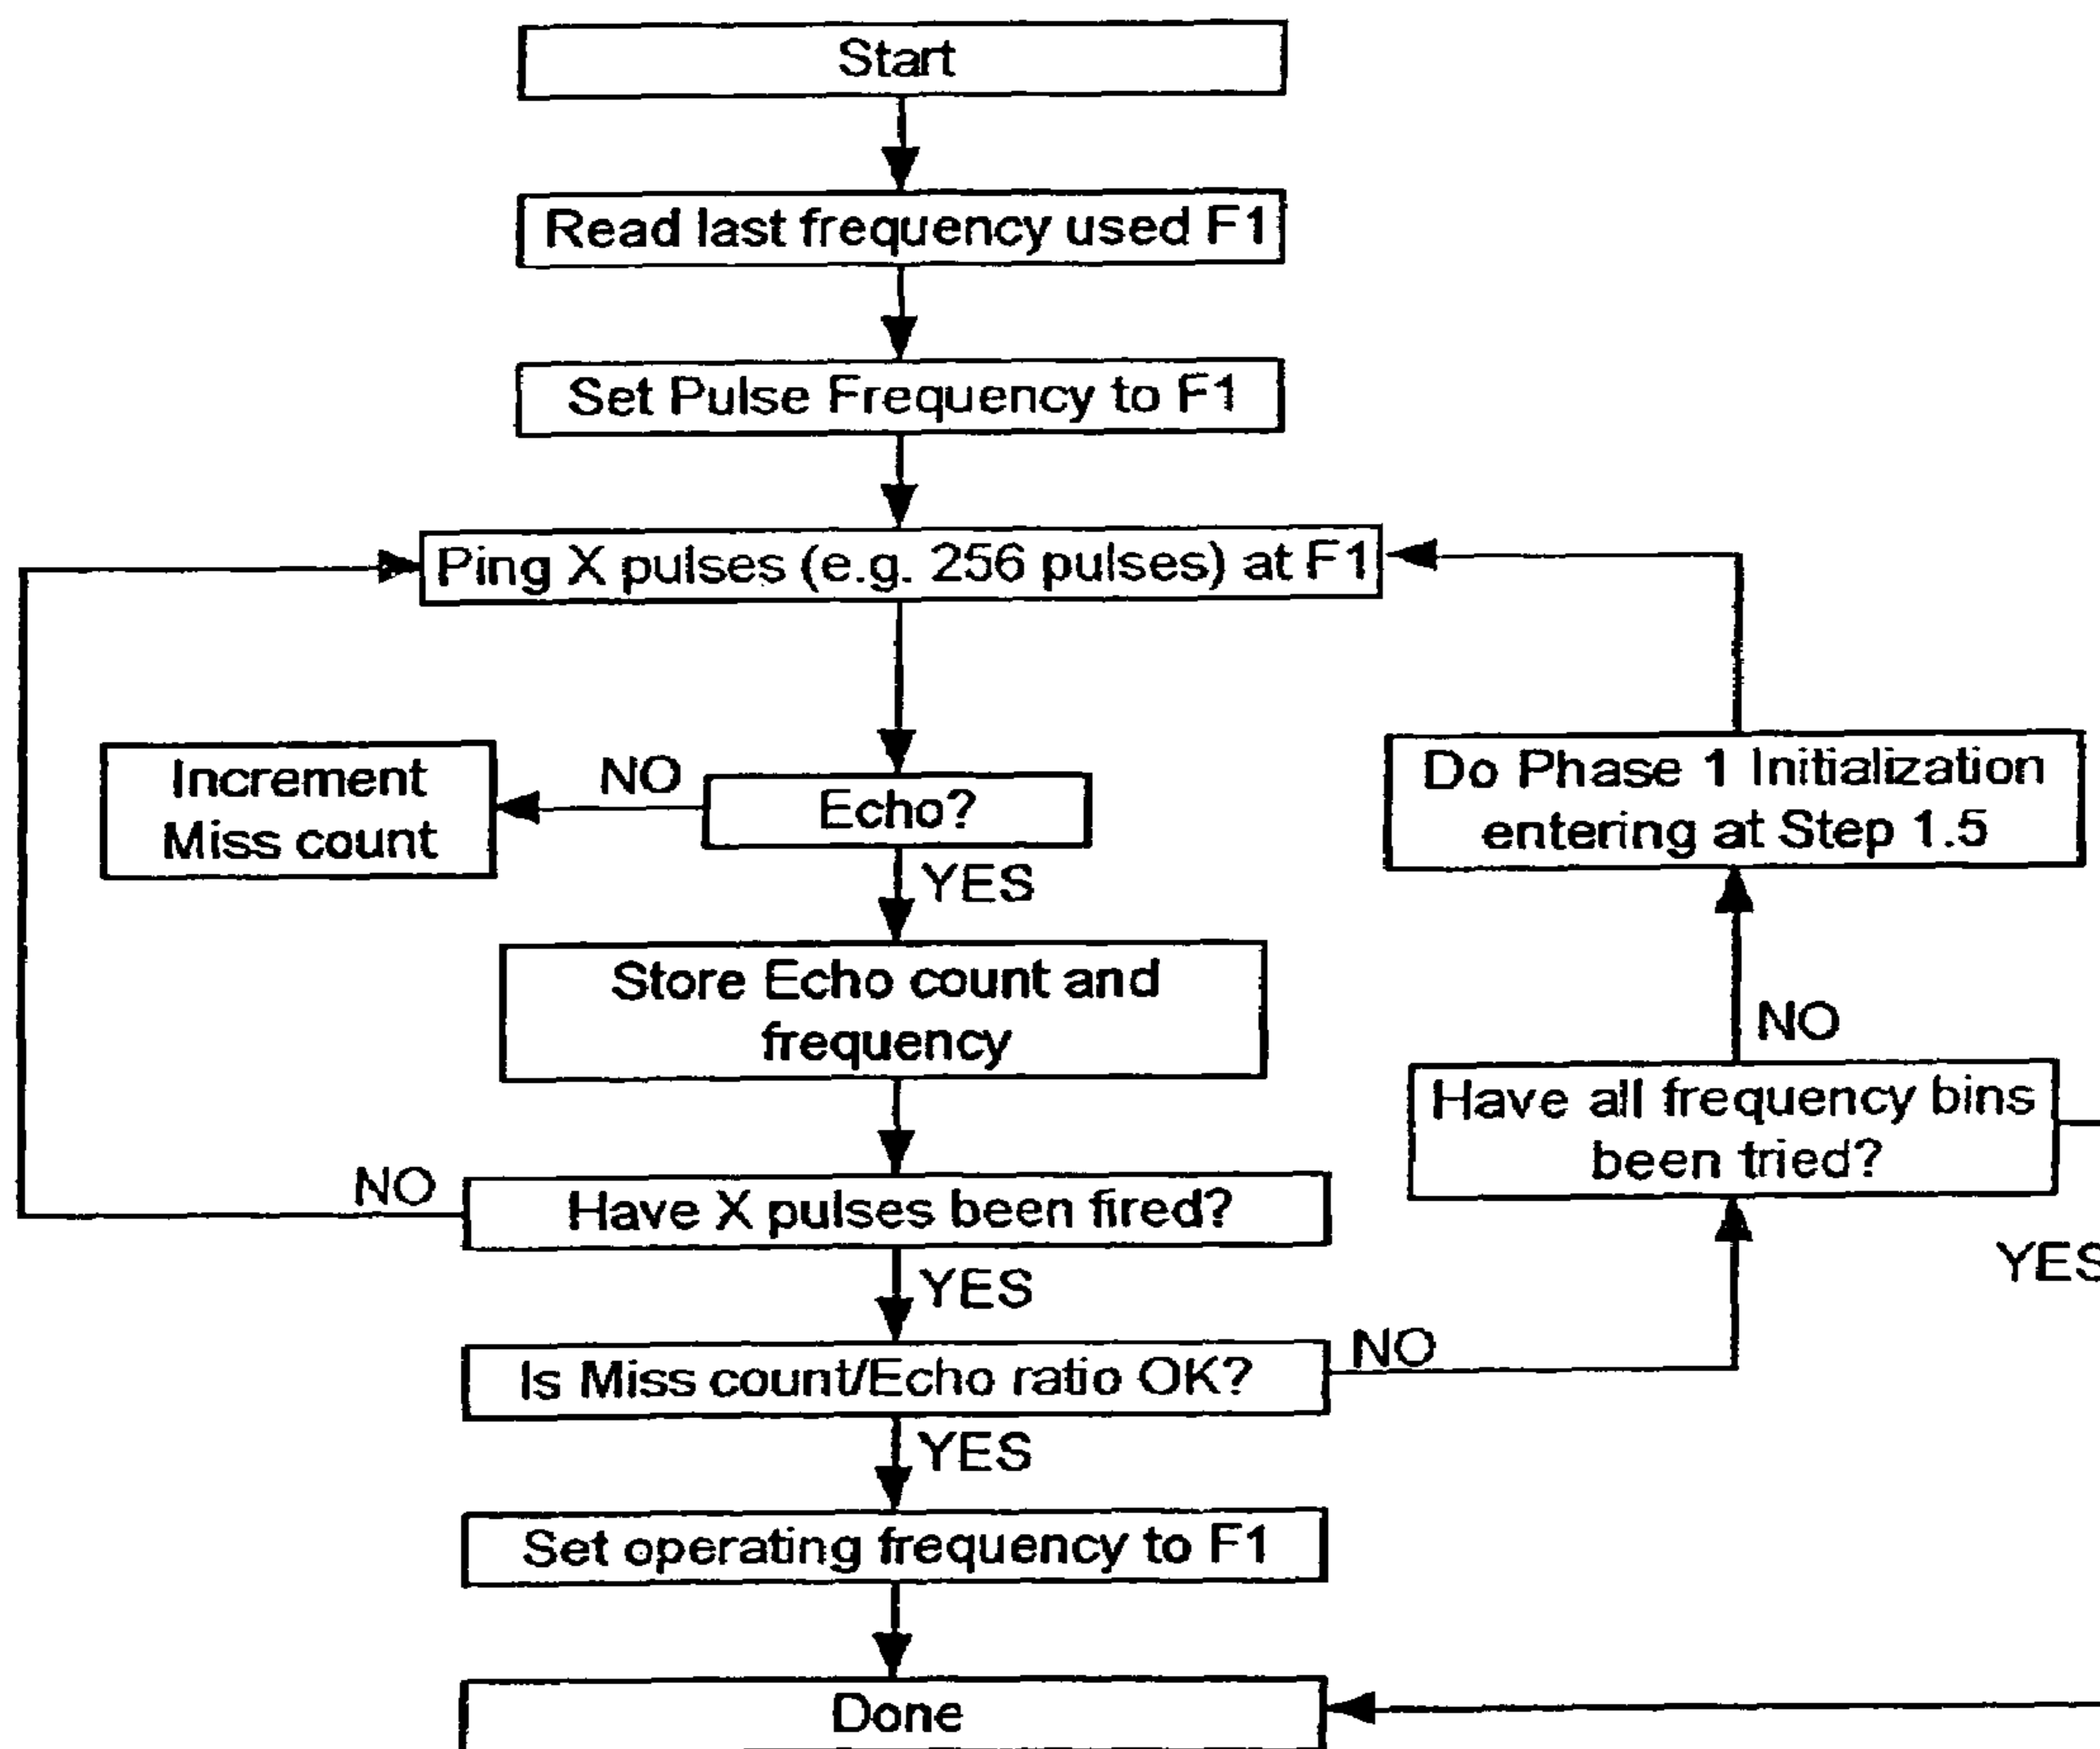 Start
Read last frequency used F1
Set Pulse Frequency to F1
Ping X pulses (e.g. 256 pulses) at F1
Increment
Miss count
NO
Echo?
YES
Do Phase 1 Initialization
entering at Step 1.5
Store Echo count and
frequency
NO
Have all frequency bins
been tried?
YES
NO
Have X pulses been fired?
YES
Is Miss count/Echo ratio OK?
NO
YES
Set operating frequency to F1
Done